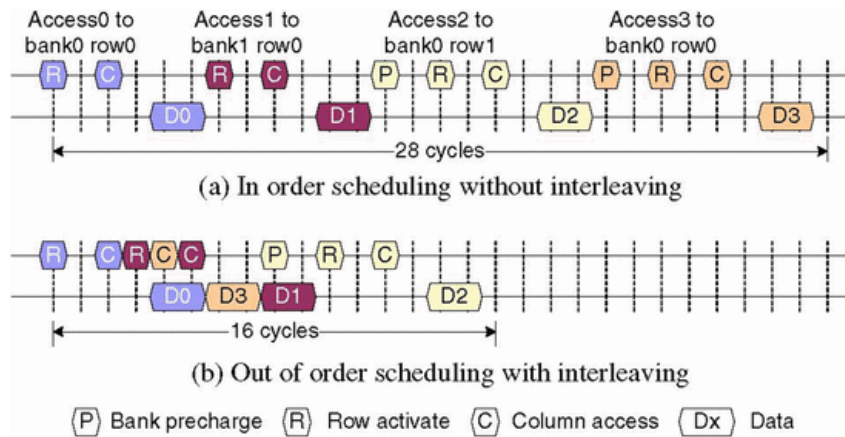 Access0 to Access1 to Access2 to Access3 to
bank0 row0 bank1 row0 bank0 row1 bank0 row0
R C R C P R C P R C
D0 D1 D2 D3
28 cycles
(a) In order scheduling without interleaving
R C R C C P R C
D0 D3 D1 D2
16 cycles
(b) Out of order scheduling with interleaving
P Bank precharge R Row activate C Column access Dx Data